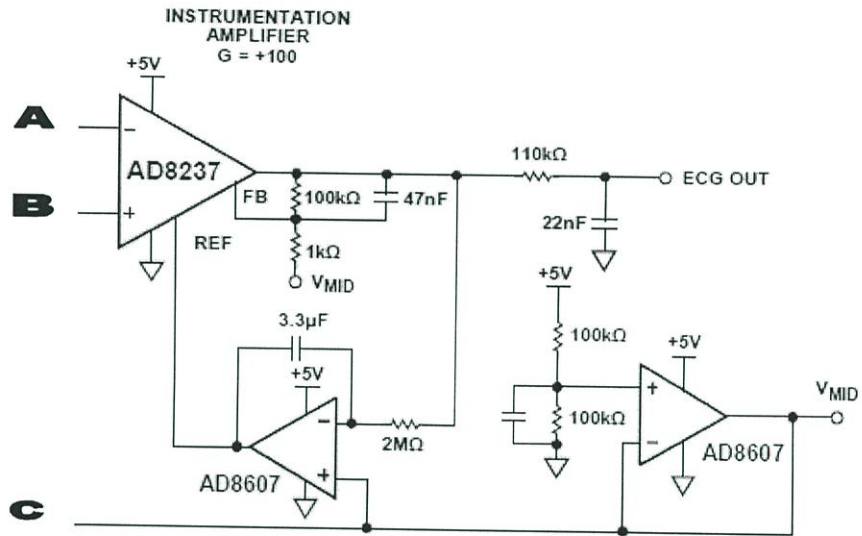 INSTRUMENTATION
AMPLIFIER
G = +100
+5V
A
−
AD8237
B
+
FB
REF
100kΩ
47nF
1kΩ
VMID
110kΩ
ECG OUT
22nF
3.3µF
+5V
−
+
2MΩ
AD8607
+5V
100kΩ
100kΩ
+5V
+
−
AD8607
VMID
C